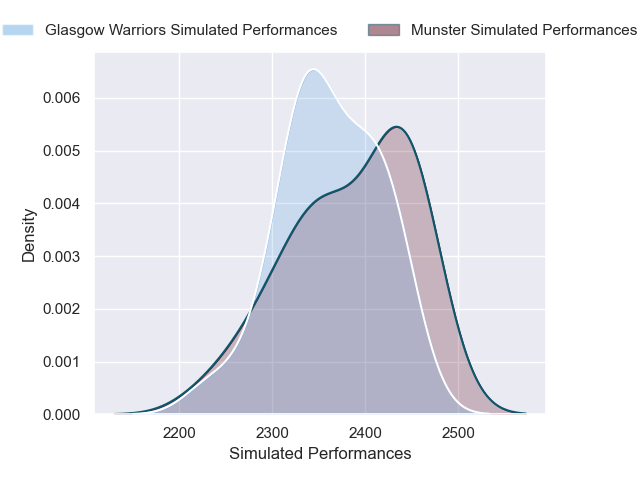 Glasgow Warriors Simulated Performances Munster Simulated Performances
0.006
0.005
0.004
0.003
0.002
0.001
0.000
Density
2200 2300 2400 2500
Simulated Performances